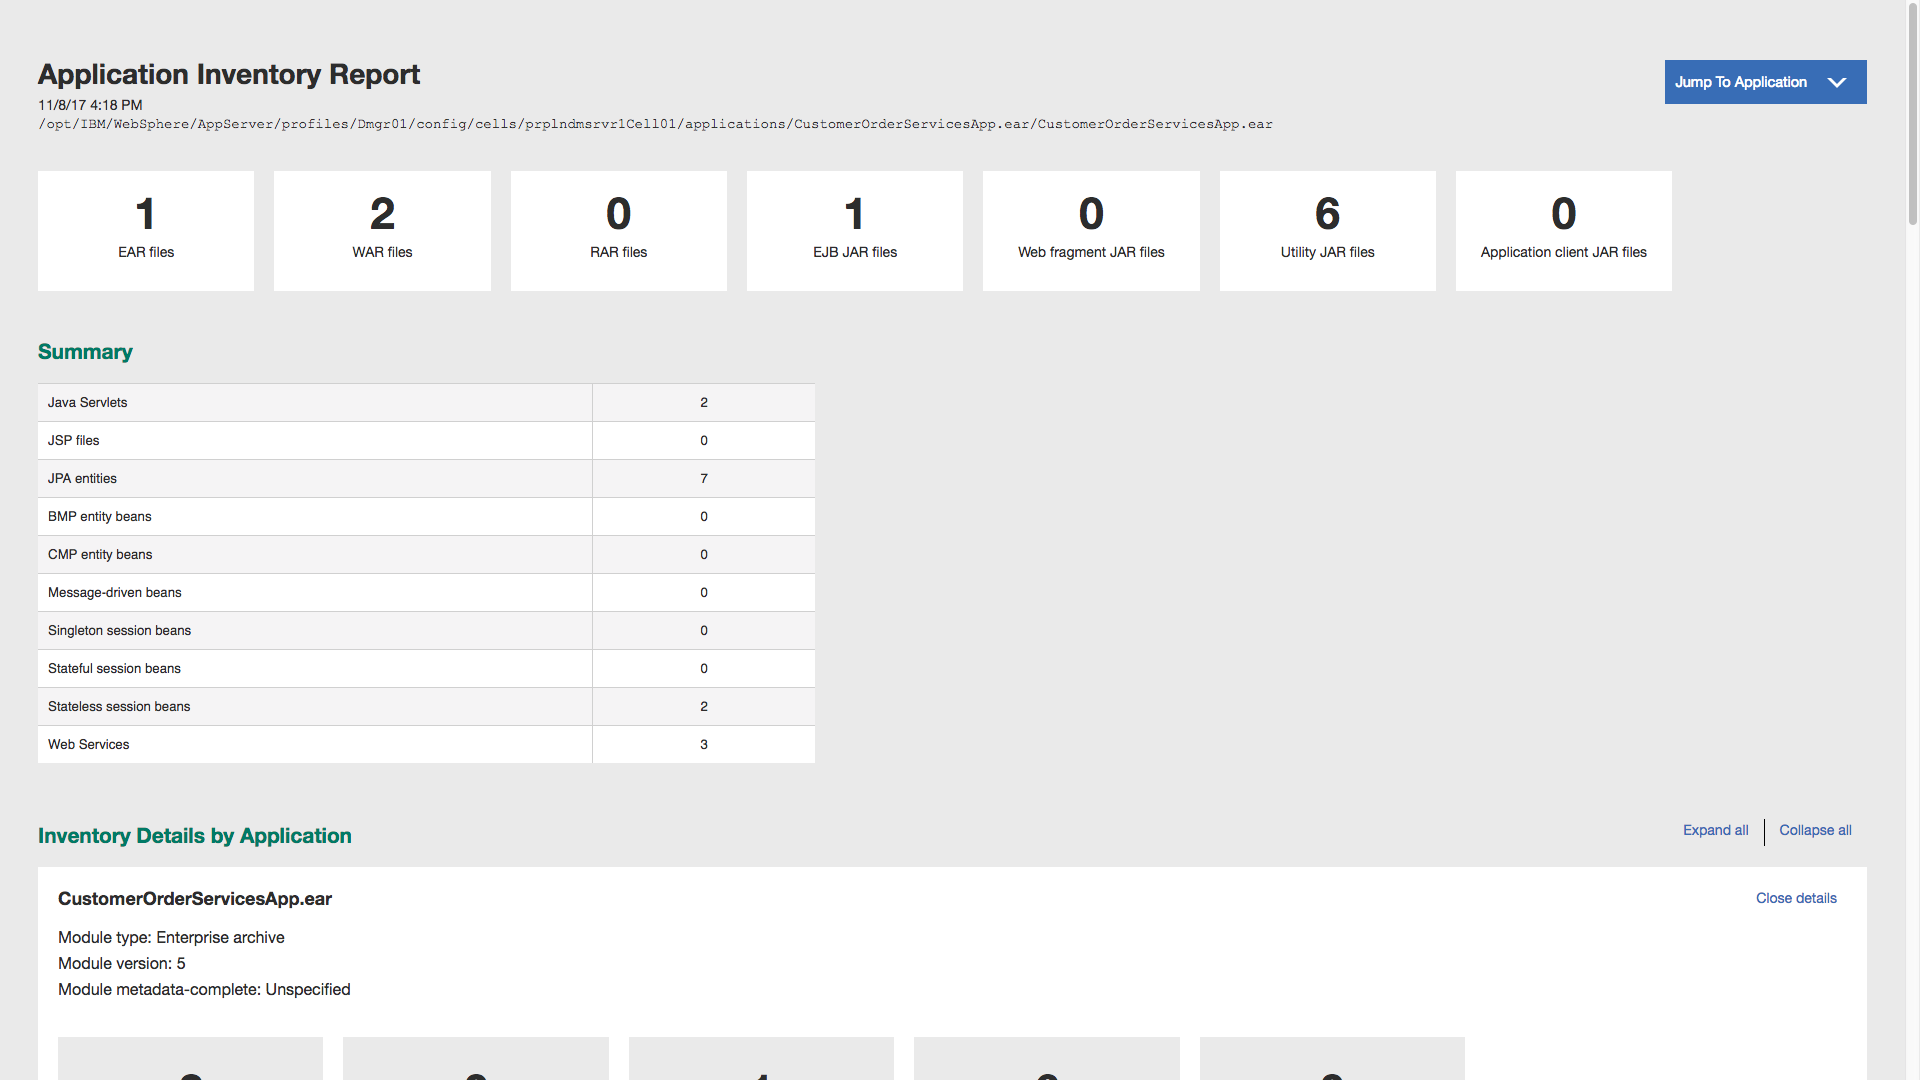 Application Inventory Report
Jump To Application
11/8/17 4:18 PM
/opt/IBM/WebSphere/AppServer/profiles/Dmgr01/config/cells/prplndmsrvr1Cell01/applications/CustomerOrderServicesApp.ear/CustomerOrderServicesApp.ear
1
EAR files
2
WAR files
0
RAR files
1
EJB JAR files
0
Web fragment JAR files
6
Utility JAR files
0
Application client JAR files
Summary
Java Servlets 2
JSP files 0
JPA entities 7
BMP entity beans 0
CMP entity beans 0
Message-driven beans 0
Singleton session beans 0
Stateful session beans 0
Stateless session beans 2
Web Services 3
Inventory Details by Application
Expand all
Collapse all
CustomerOrderServicesApp.ear
Close details
Module type: Enterprise archive
Module version: 5
Module metadata-complete: Unspecified